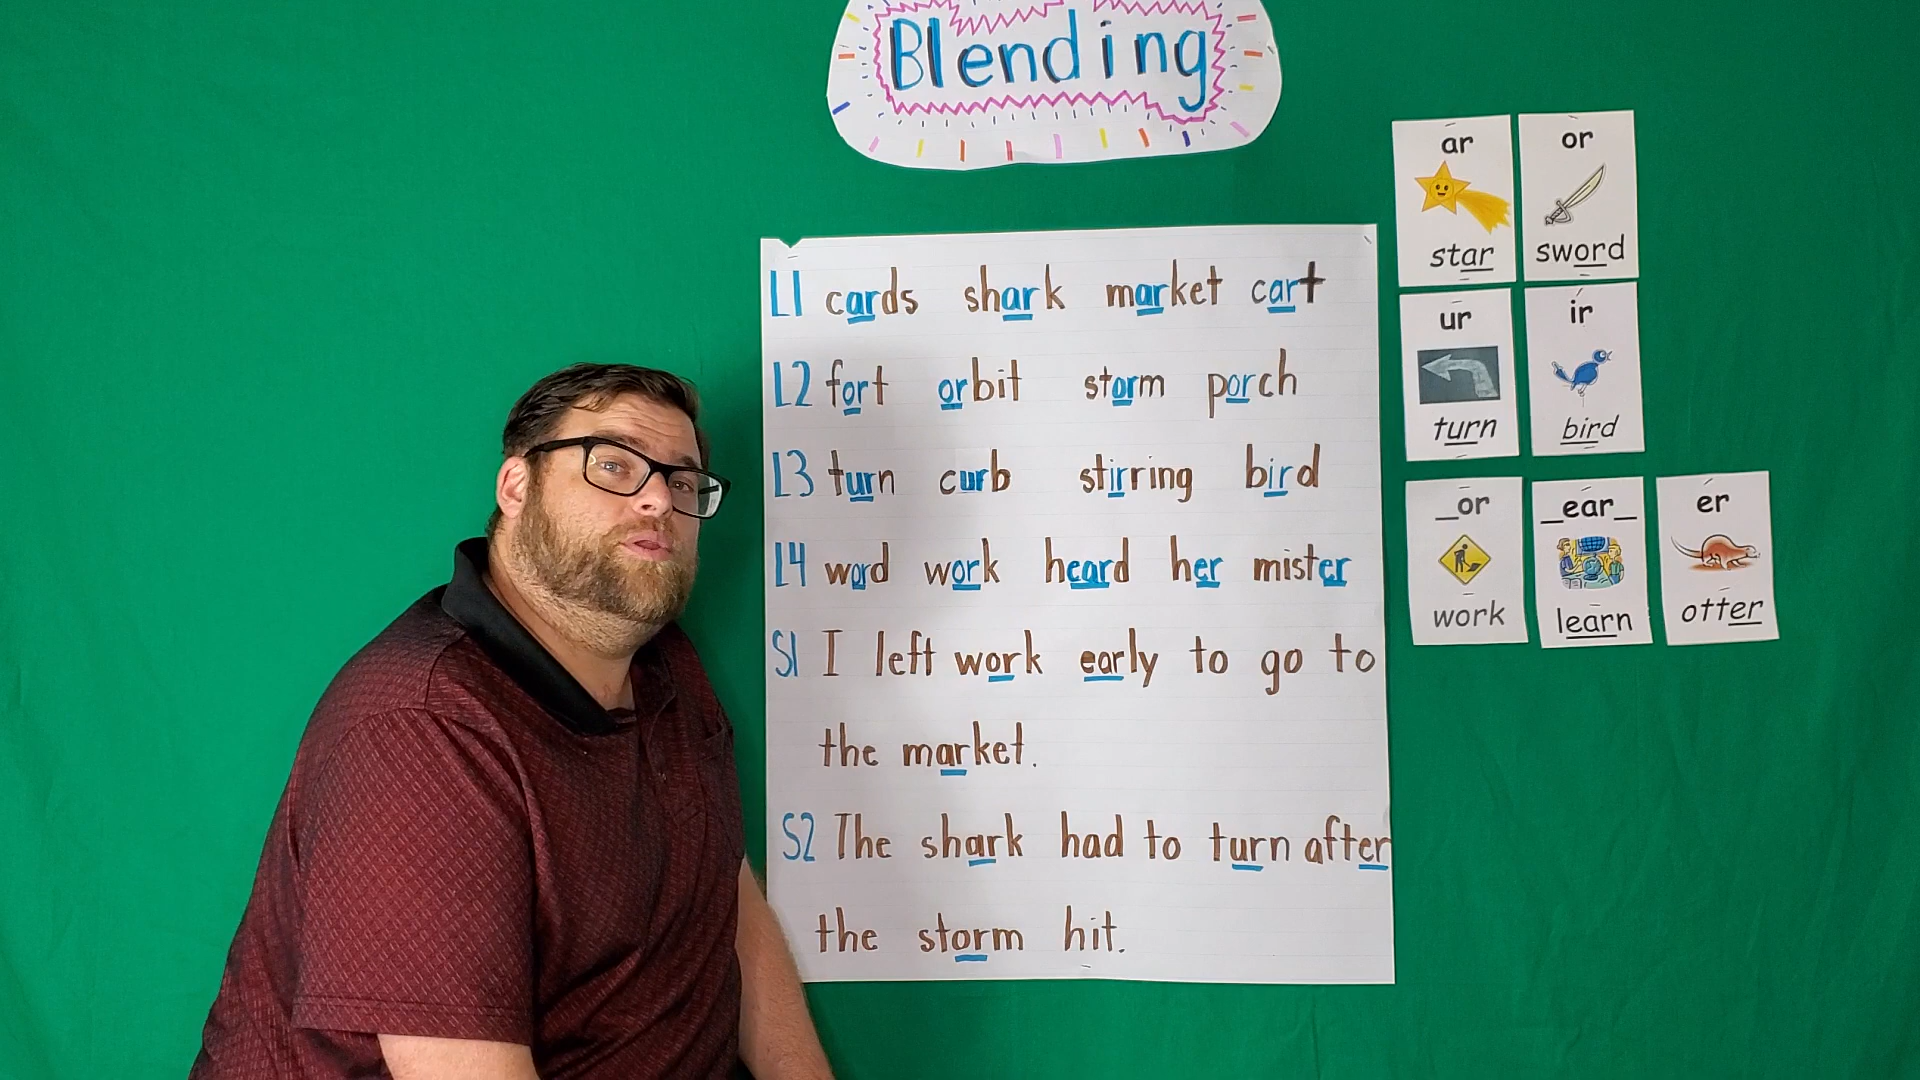 Blending
L1 cards shark market cart
L2 fort orbit storm porch
L3 turn curb stirring bird
L4 word work heard her mister
S1 I left work early to go to
the market.
S2 The shark had to turn after
the storm hit.
ar
star
or
sword
ur
turn
ir
bird
_or
work
_ear_
learn
er
otter